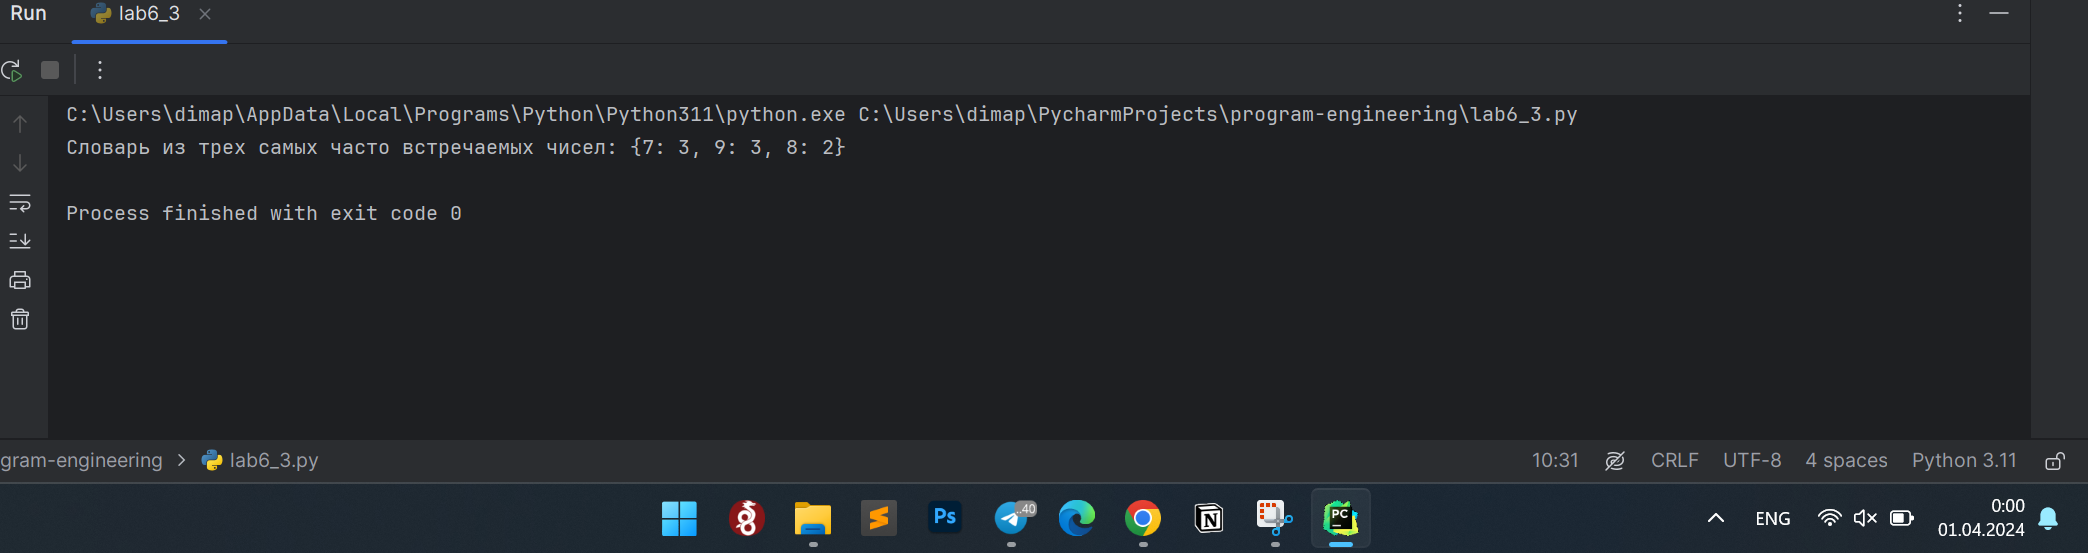 Run lab6_3
C:\Users\dimap\AppData\Local\Programs\Python\Python311\python.exe C:\Users\dimap\PycharmProjects\program-engineering\lab6_3.py
Словарь из трех самых часто встречаемых чисел: {7: 3, 9: 3, 8: 2}
Process finished with exit code 0
gram-engineering > lab6_3.py 10:31 CRLF UTF-8 4 spaces Python 3.11
Ps ..40 N PC ENG 0:00
01.04.2024